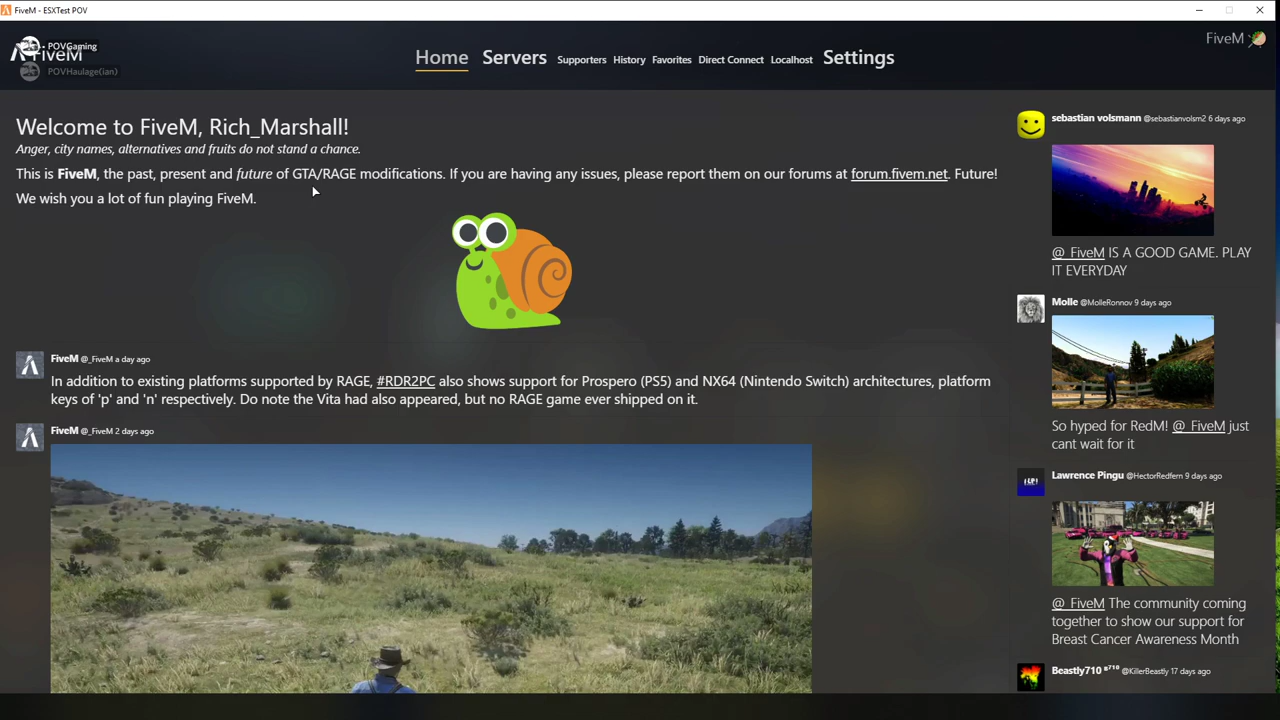 FiveM - ESXTest POV
POVGaming
FiveM
POVHaulage(ian)
Home Servers Supporters History Favorites Direct Connect Localhost Settings
FiveM
Welcome to FiveM, Rich_Marshall!
Anger, city names, alternatives and fruits do not stand a chance.
This is FiveM, the past, present and future of GTA/RAGE modifications. If you are having any issues, please report them on our forums at forum.fivem.net. Future!
We wish you a lot of fun playing FiveM.
FiveM @_FiveM a day ago
In addition to existing platforms supported by RAGE, #RDR2PC also shows support for Prospero (PS5) and NX64 (Nintendo Switch) architectures, platform
keys of 'p' and 'n' respectively. Do note the Vita had also appeared, but no RAGE game ever shipped on it.
FiveM @_FiveM 2 days ago
sebastian volsmann @sebastianvolsm2 6 days ago
@_FiveM IS A GOOD GAME. PLAY
IT EVERYDAY
Molle @MolleRonnov 9 days ago
So hyped for RedM! @_FiveM just
cant wait for it
Lawrence Pingu @HectorRedfern 9 days ago
@_FiveM The community coming
together to show our support for
Breast Cancer Awareness Month
Beastly710 ⁿ⁷¹⁰ @KillerBeastly 17 days ago